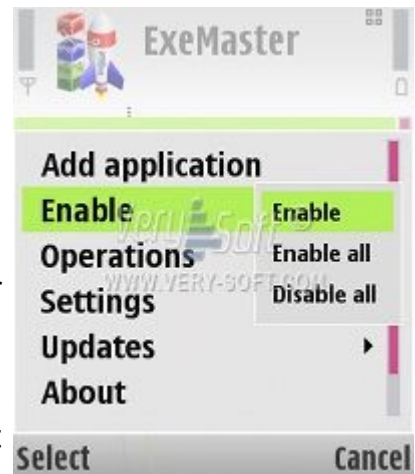 ExeMaster
Add application
Enable
Operations
Settings
Updates
About
Enable
Enable all
Disable all
very-Soft
WWW.VERY-SOFT.COM
Select
Cancel